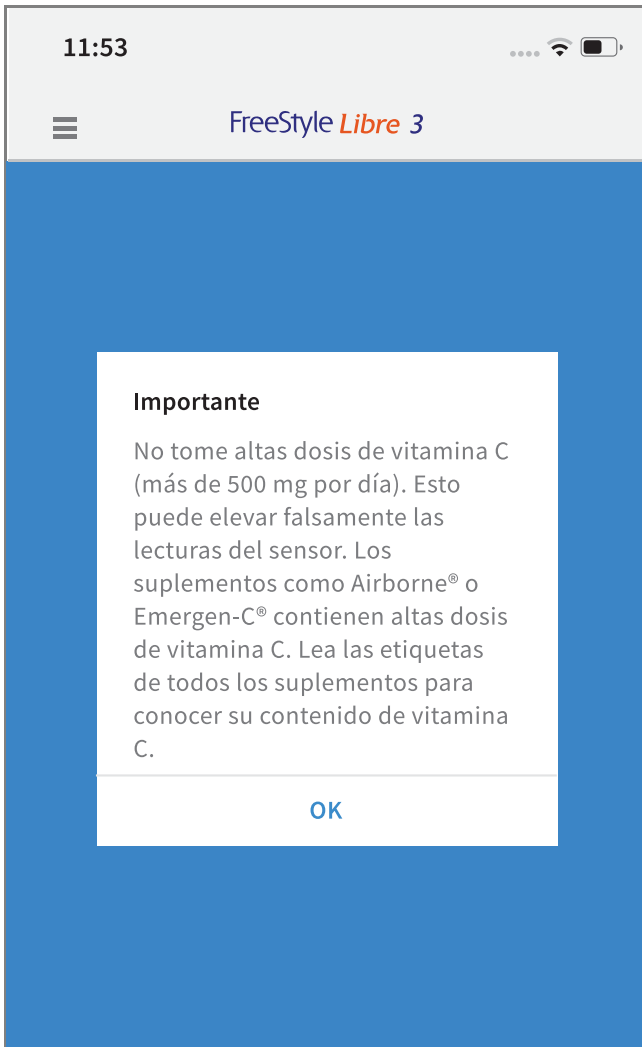 11:53
FreeStyle Libre 3
Importante
No tome altas dosis de vitamina C
(más de 500 mg por día). Esto
puede elevar falsamente las
lecturas del sensor. Los
suplementos como Airborne® o
Emergen-C® contienen altas dosis
de vitamina C. Lea las etiquetas
de todos los suplementos para
conocer su contenido de vitamina
C.
OK